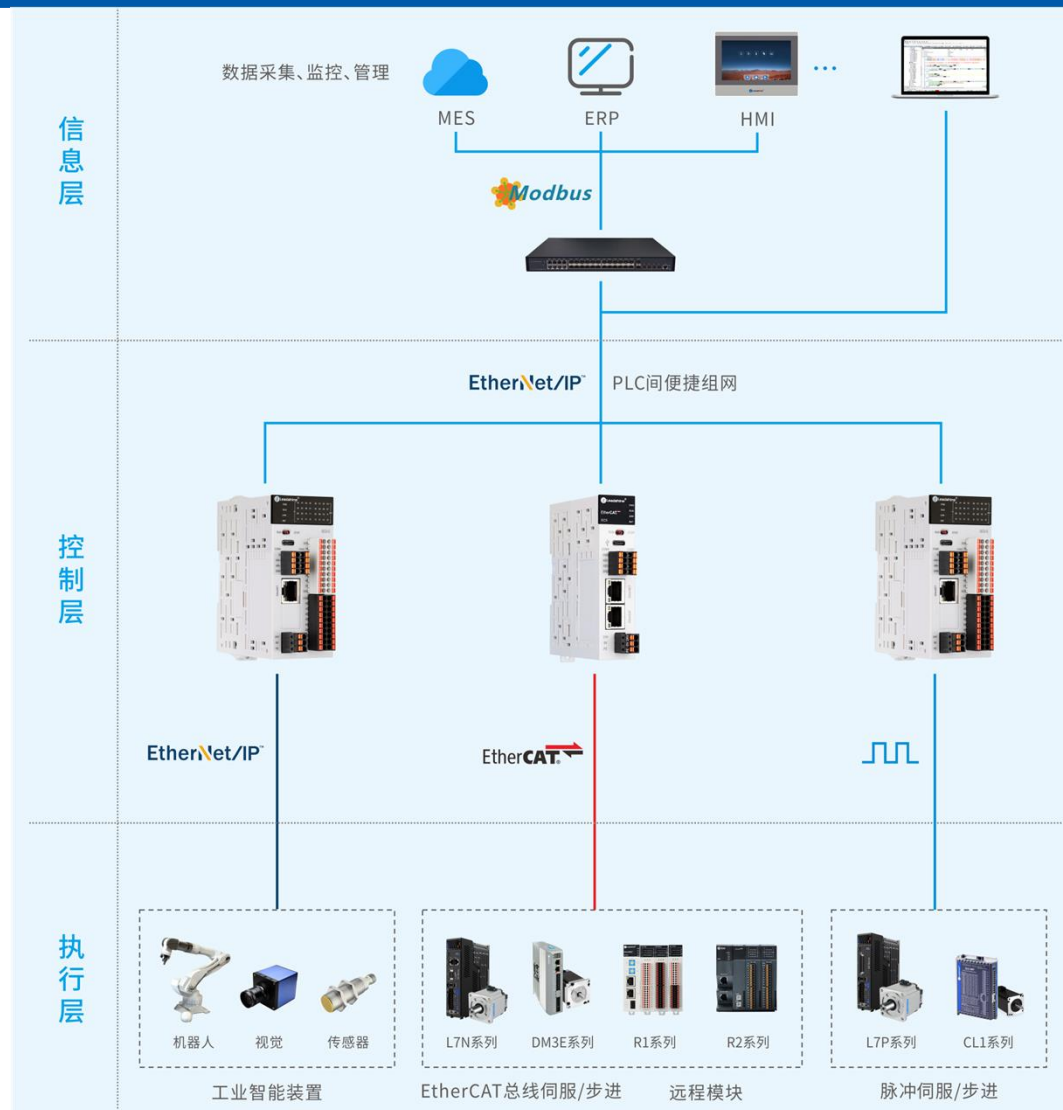 数据采集、监控、管理
MES
ERP
HMI
...
信息层
Modbus
EtherNet/IP™
PLC间便捷组网
控制层
EtherCAT
EtherNet/IP™
EtherCAT®
执行层
机器人
视觉
传感器
L7N系列
DM3E系列
R1系列
R2系列
L7P系列
CL1系列
工业智能装置
EtherCAT总线伺服/步进
远程模块
脉冲伺服/步进